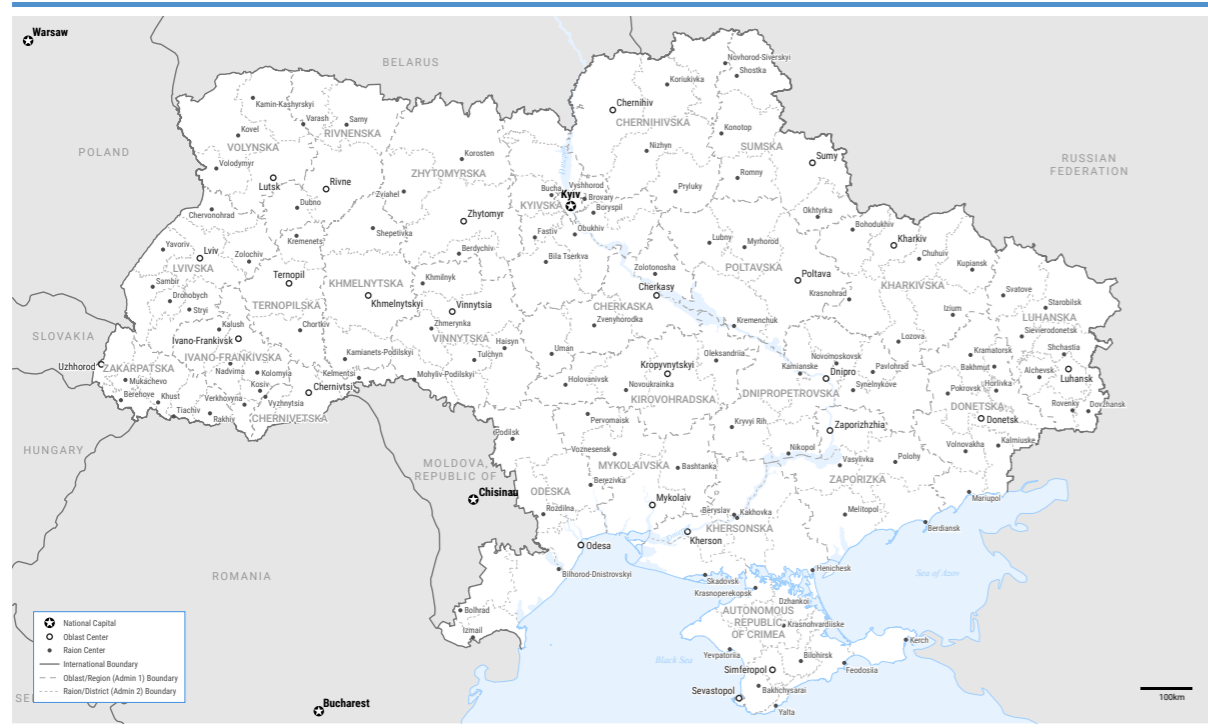 Warsaw
BELARUS
Novhorod-Siverskyi
Shostka
Koriukivka
Kamin-Kashyrskyi
Chernihiv
Varash
Sarny
CHERNIHIVSKA
RIVNENSKA
Kovel
Konotop
VOLYNSKA
SUMSKA
POLAND
Nizhyn
Korosten
Sumy
RUSSIAN
FEDERATION
Volodymyr
ZHYTOMYRSKA
Romny
Lutsk
Rivne
Zviahel
Bucha
Vyshhorod
Pryluky
Kyiv
Brovary
KYIVSKA
Boryspil
Dubno
Chervonohrad
Okhtyrka
Zhytomyr
Bohodukhiv
Shepetivka
Fastiv
Obukhiv
Kremenets
Lubny
Myrhorod
Kharkiv
Yavoriv
Lviv
Zolochiv
Berdychiv
Bila Tserkva
Chuhuiv
LVIVSKA
Ternopil
Zolotonosha
POLTAVSKA
Kupiansk
Sambir
KHMELNYTSKA
Khmilnyk
Poltava
KHARKIVSKA
Drohobych
TERNOPILSKA
Khmelnytskyi
Vinnytsia
CHERKASKA
Cherkasy
Krasnohrad
Svatove
Stryi
Starobilsk
Izium
LUHANSKA
Kalush
Chortkiv
Zhmerynka
Zvenyhorodka
Kremenchuk
SLOVAKIA
Ivano-Frankivsk
VINNYTSKA
Haisyn
Lozova
Sievierodonetsk
IVANO-FRANKIVSKA
Kamianets-Podilskyi
Tulchyn
Uman
Oleksandriia
Novomoskovsk
Kramatorsk
Shchastia
Uzhhorod
ZAKARPATSKA
Nadvirna
Kolomyia
Kelmentsi
Kropyvnytskyi
Kamianske
Dnipro
Pavlohrad
Bakhmut
Alchevsk
Luhansk
Mukachevo
Kosiv
Chernivtsi
Mohyliv-Podilskyi
Holovanivsk
Novoukrainka
Synelnykove
Pokrovsk
Horlivka
Berehove
Khust
Verkhovyna
Vyzhnytsia
KIROVOHRADSKA
DNIPROPETROVSKA
DONETSKA
Rovenky
Dovzhansk
Tiachiv
Rakhiv
CHERNIVETSKA
Pervomaisk
Kryvyi Rih
Donetsk
Zaporizhzhia
Podilsk
Volnovakha
Kalmiuske
HUNGARY
Voznesensk
Nikopol
Vasylivka
Polohy
MOLDOVA,
REPUBLIC OF
MYKOLAIVSKA
Bashtanka
ZAPORIZKA
Berezivka
Chisinau
ODESKA
Mariupol
Mykolaiv
Rozdilna
Beryslav
Kakhovka
Melitopol
KHERSONSKA
Berdiansk
Kherson
Odesa
Bilhorod-Dnistrovskyi
Henichesk
Sea of Azov
ROMANIA
Skadovsk
Krasnoperekopsk
Dzhankoi
Bolhrad
AUTONOMOUS
REPUBLIC
OF CRIMEA
Krasnohvardiiske
Izmail
Kerch
Black Sea
Yevpatoriia
Bilohirsk
Feodosiia
Simferopol
Bakhchysarai
Sevastopol
Yalta
Bucharest
National Capital
Oblast Center
Raion Center
International Boundary
Oblast/Region (Admin 1) Boundary
Raion/District (Admin 2) Boundary
100km